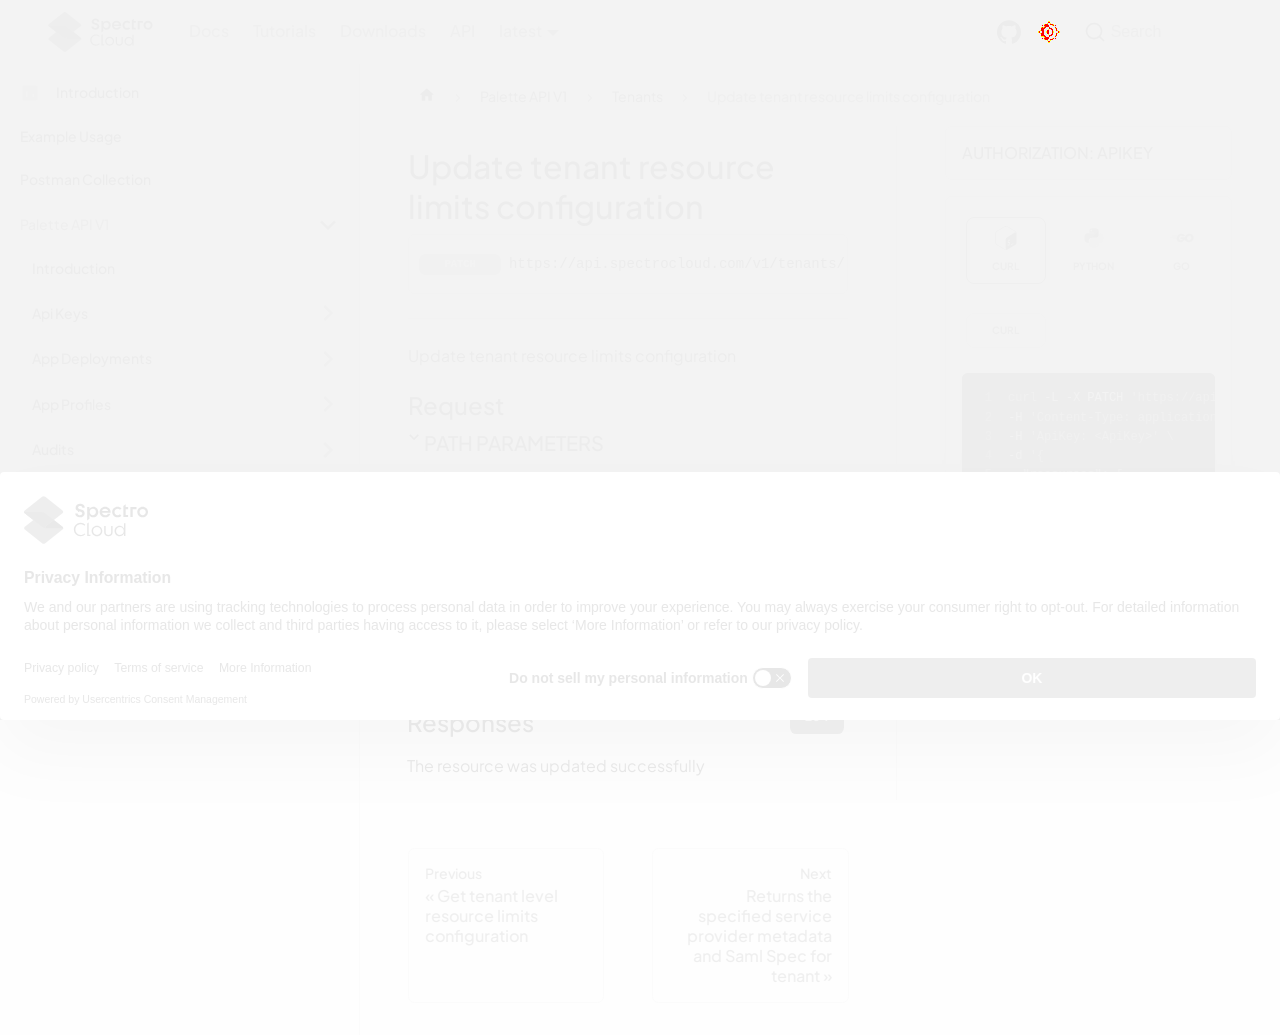 Spectro
Cloud
Docs Tutorials Downloads API latest
Search
Introduction
Palette API V1
Tenants
Update tenant resource limits configuration
Example Usage
Postman Collection
Palette API V1
Introduction
Api Keys
App Deployments
App Profiles
Audits
Update tenant resource
limits configuration
https://api.spectrocloud.com/v1/tenants/
Update tenant resource limits configuration
Request
PATH PARAMETERS
AUTHORIZATION: APIKEY
CURL PYTHON GO
CURL
Spectro
Cloud
Privacy Information
We and our partners are using tracking technologies to process personal data in order to improve your experience. You may always exercise your consumer right to opt-out. For detailed information
about personal information we collect and third parties having access to it, please select ‘More Information’ or refer to our privacy policy.
Privacy policy Terms of service More Information
Powered by Usercentrics Consent Management
Do not sell my personal information
OK
Responses
The resource was updated successfully
Previous
« Get tenant level
resource limits
configuration
Next
Returns the
specified service
provider metadata
and Saml Spec for
tenant »